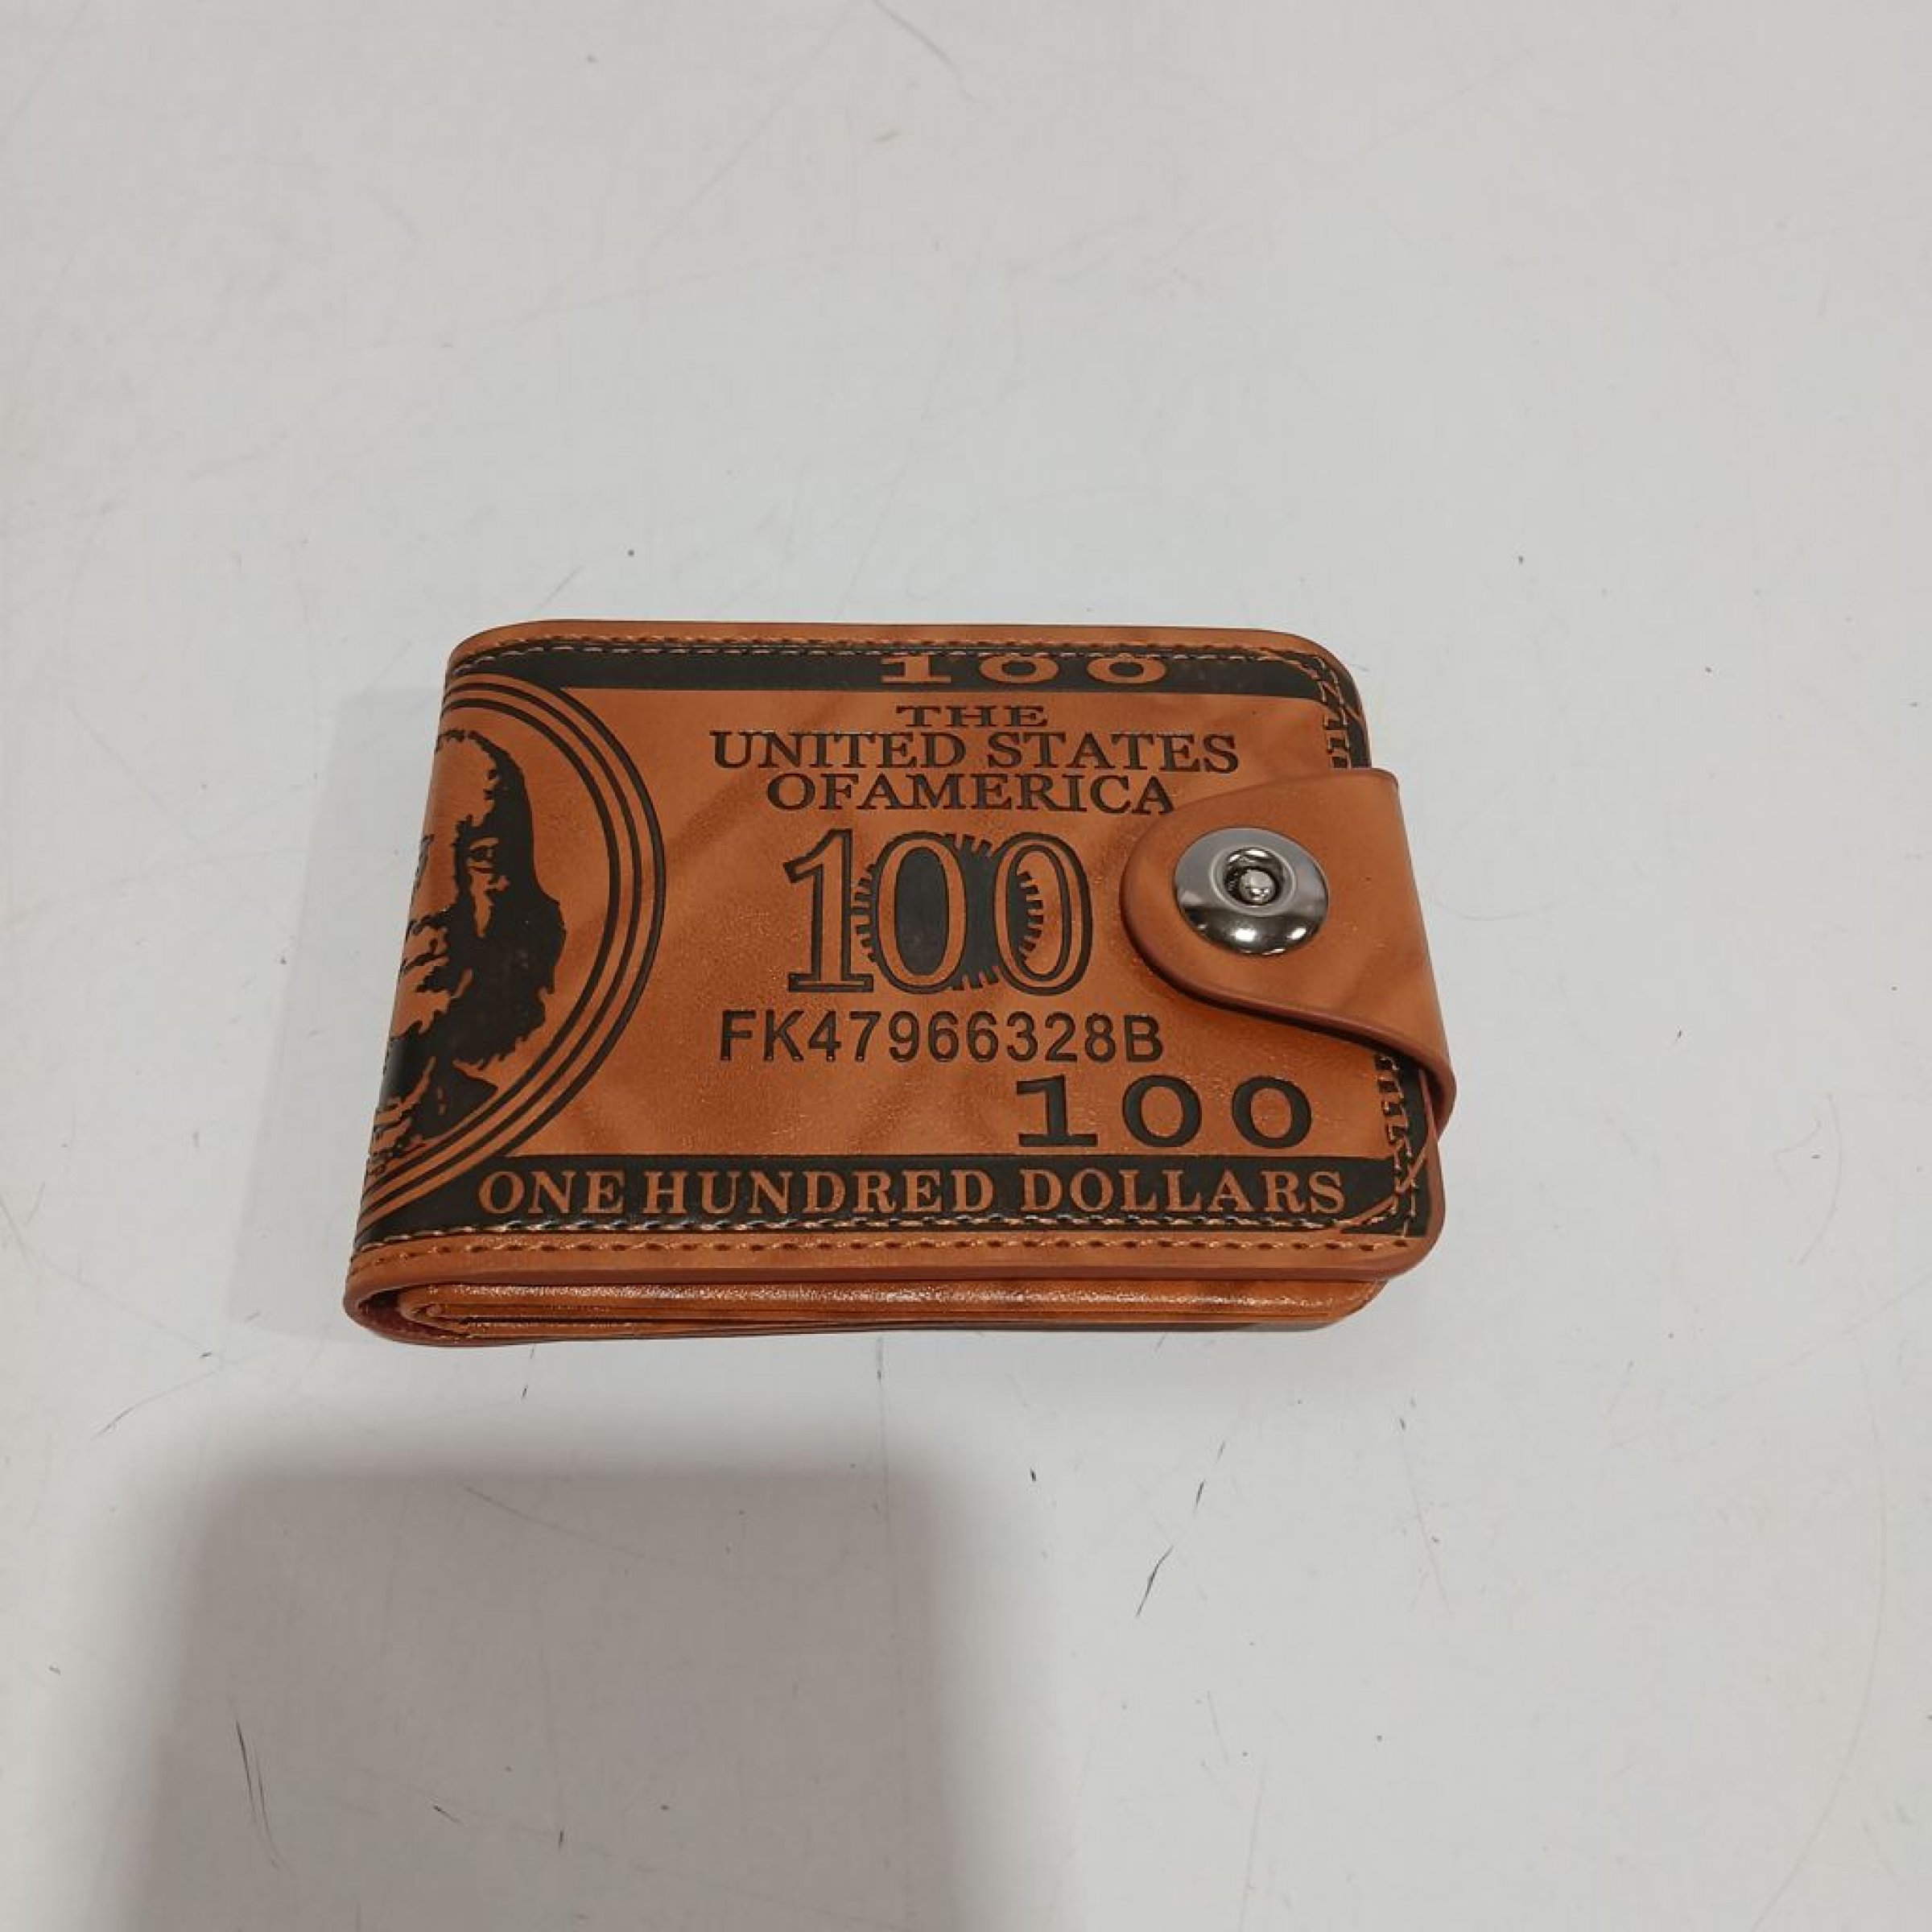 100
THE
UNITED STATES
OFAMERICA
100
FK47966328B
100
ONE HUNDRED DOLLARS